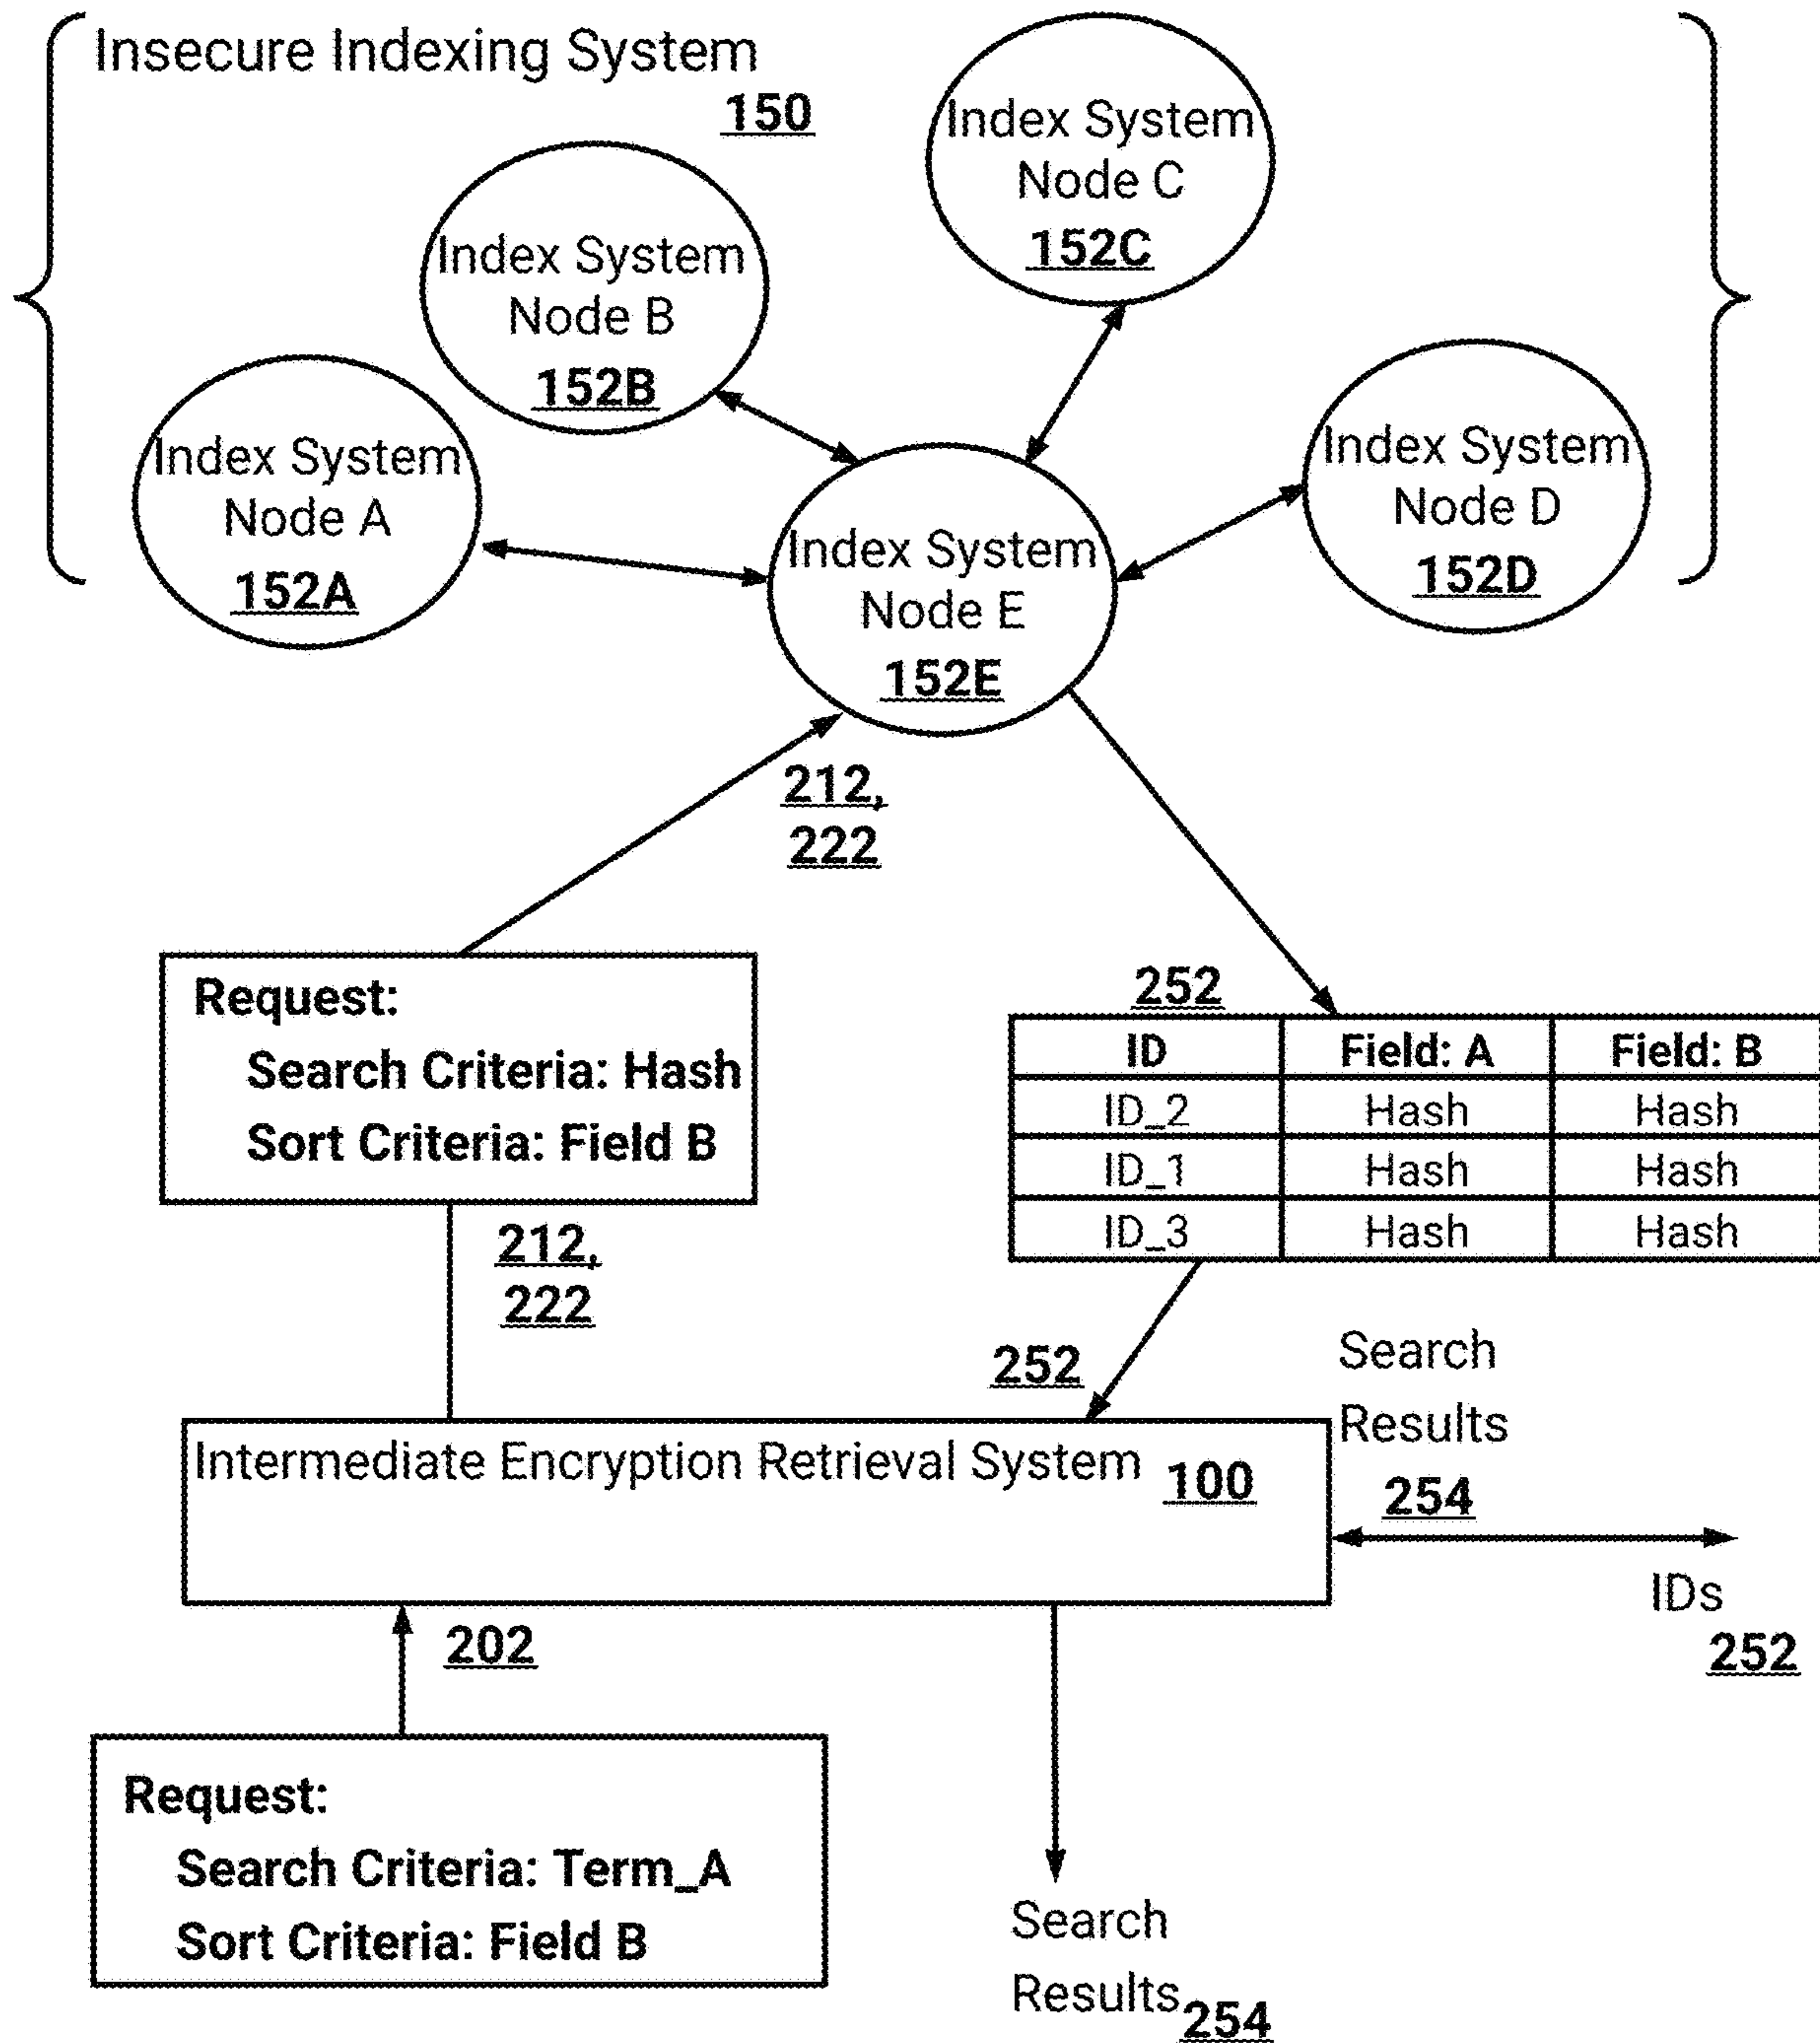 Insecure Indexing System
150
Index System
Node C
152C
Index System
Node B
152B
Index System
Node A
152A
Index System
Node D
152D
Index System
Node E
152E
212,
222
Request:
Search Criteria: Hash
Sort Criteria: Field B
252
ID Field: A Field: B
ID_2 Hash Hash
ID_1 Hash Hash
ID_3 Hash Hash
212,
222
252
Search
Results
254
Intermediate Encryption Retrieval System 100
IDs
252
202
Request:
Search Criteria: Term_A
Sort Criteria: Field B
Search
Results
254